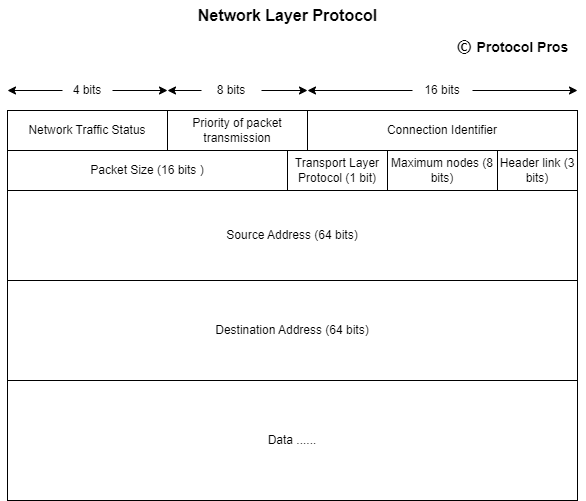 Network Layer Protocol
© Protocol Pros
4 bits
8 bits
16 bits
Network Traffic Status
Priority of packet
transmission
Connection Identifier
Packet Size (16 bits )
Transport Layer
Protocol (1 bit)
Maximum nodes (8
bits)
Header link (3
bits)
Source Address (64 bits)
Destination Address (64 bits)
Data ......